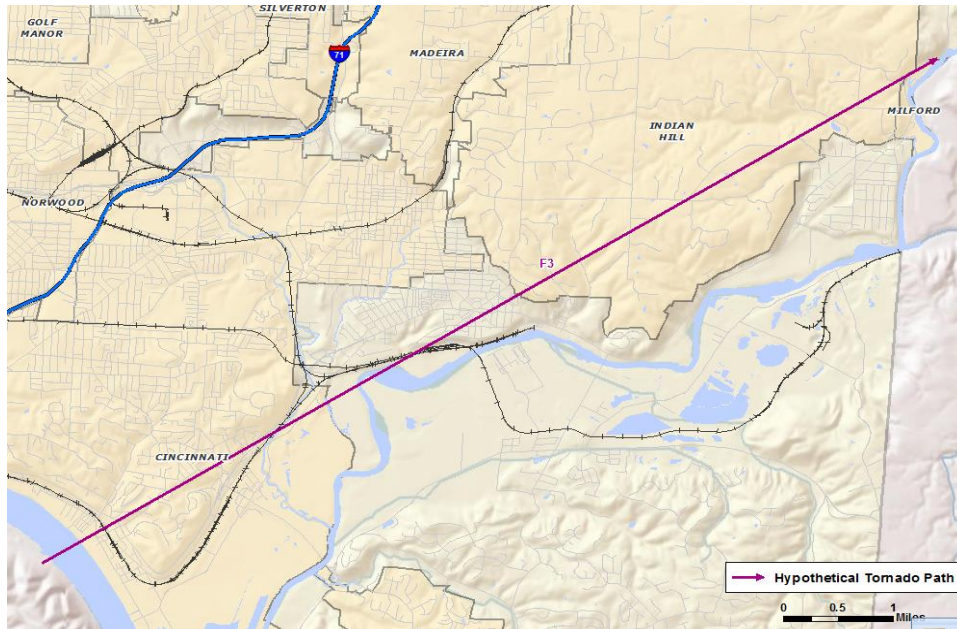 SILVERTON
GOLF
MANOR
71
MADEIRA
MILFORD
INDIAN
HILL
NORWOOD
F3
CINCINNATI
Hypothetical Tornado Path
0 0.5 1
Miles